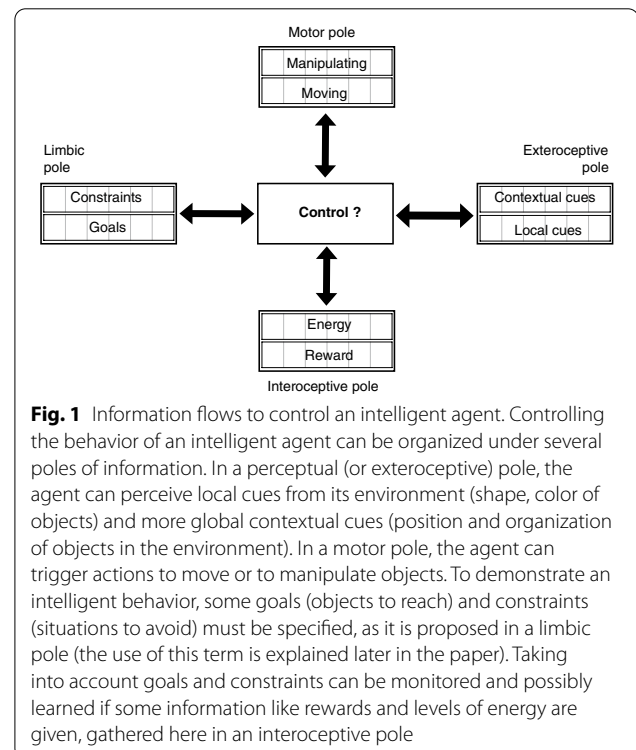 Motor pole
Manipulating
Moving
Limbic
pole
Exteroceptive
pole
Constraints
Goals
Control ?
Contextual cues
Local cues
Energy
Reward
Interoceptive pole
Fig. 1 Information flows to control an intelligent agent. Controlling
the behavior of an intelligent agent can be organized under several
poles of information. In a perceptual (or exteroceptive) pole, the
agent can perceive local cues from its environment (shape, color of
objects) and more global contextual cues (position and organization
of objects in the environment). In a motor pole, the agent can
trigger actions to move or to manipulate objects. To demonstrate an
intelligent behavior, some goals (objects to reach) and constraints
(situations to avoid) must be specified, as it is proposed in a limbic
pole (the use of this term is explained later in the paper). Taking
into account goals and constraints can be monitored and possibly
learned if some information like rewards and levels of energy are
given, gathered here in an interoceptive pole